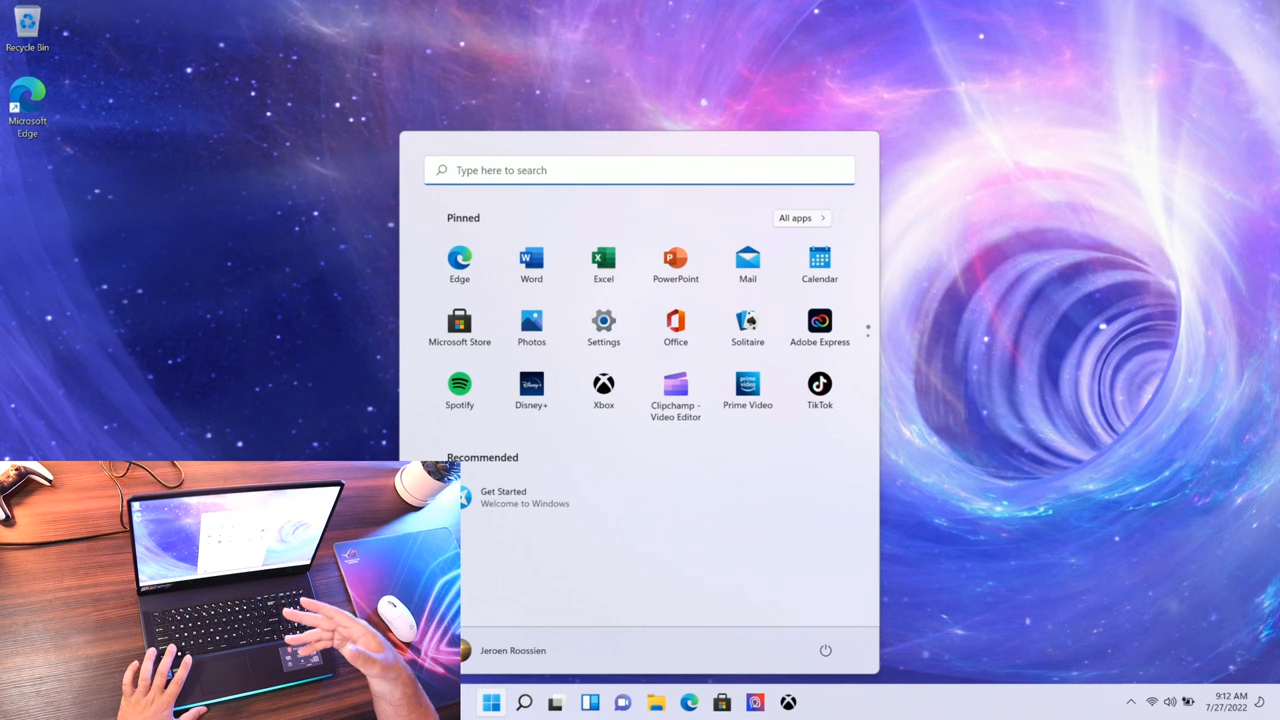 Recycle Bin
Microsoft
Edge
Type here to search
Pinned
All apps
Edge
Word
Excel
PowerPoint
Mail
Calendar
Microsoft Store
Photos
Settings
Office
Solitaire
Adobe Express
Spotify
Disney+
Xbox
Clipchamp -
Video Editor
Prime Video
TikTok
Recommended
Get Started
Welcome to Windows
Jeroen Roossien
9:12 AM
7/27/2022